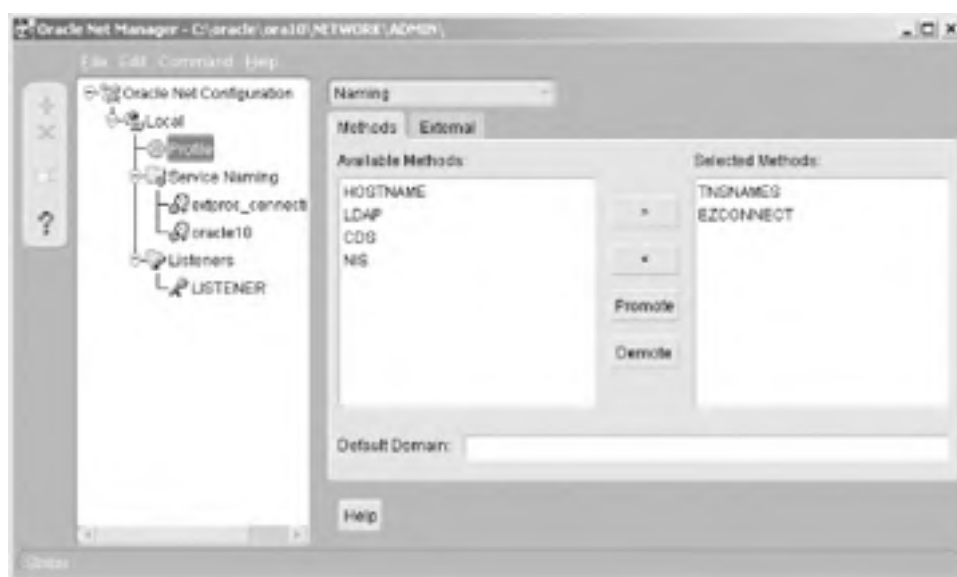 Oracle Net Manager - C:\oracle\ora10\NETWORK\ADMIN\
File Edit Command Help
Oracle Net Configuration
Local
Profile
Service Naming
extproc_connecti
oracle10
Listeners
LISTENER
Naming
Methods External
Available Methods:
HOSTNAME
LDAP
CDS
NIS
>
<
Promote
Demote
Selected Methods:
TNSNAMES
EZCONNECT
Default Domain:
Help
?
Status